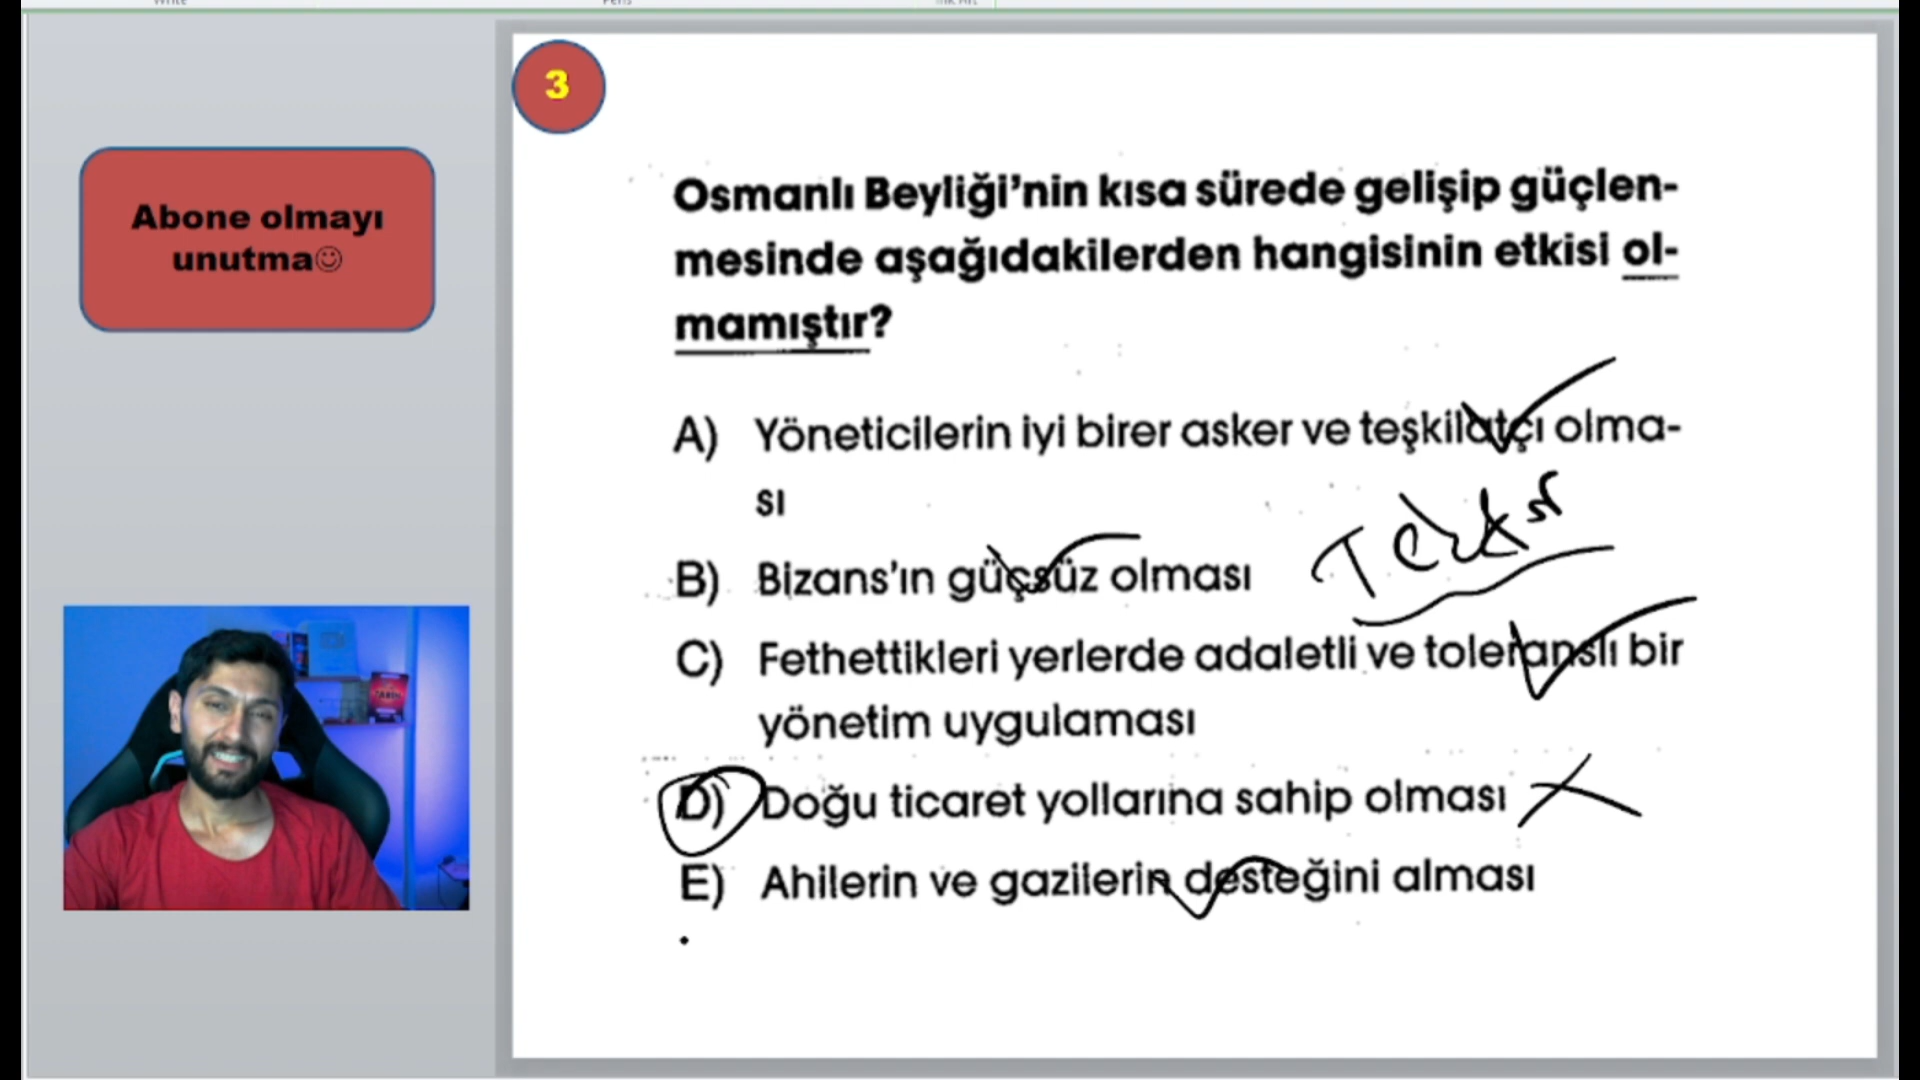 3
Abone olmayı
unutma☺
Osmanlı Beyliği’nin kısa sürede gelişip güçlen-
mesinde aşağıdakilerden hangisinin etkisi ol-
mamıştır?
A) Yöneticilerin iyi birer asker ve teşkilatçı olma-
sı
B) Bizans’ın güçsüz olması
C) Fethettikleri yerlerde adaletli ve toleranslı bir
yönetim uygulaması
D) Doğu ticaret yollarına sahip olması
E) Ahilerin ve gazilerin desteğini alması